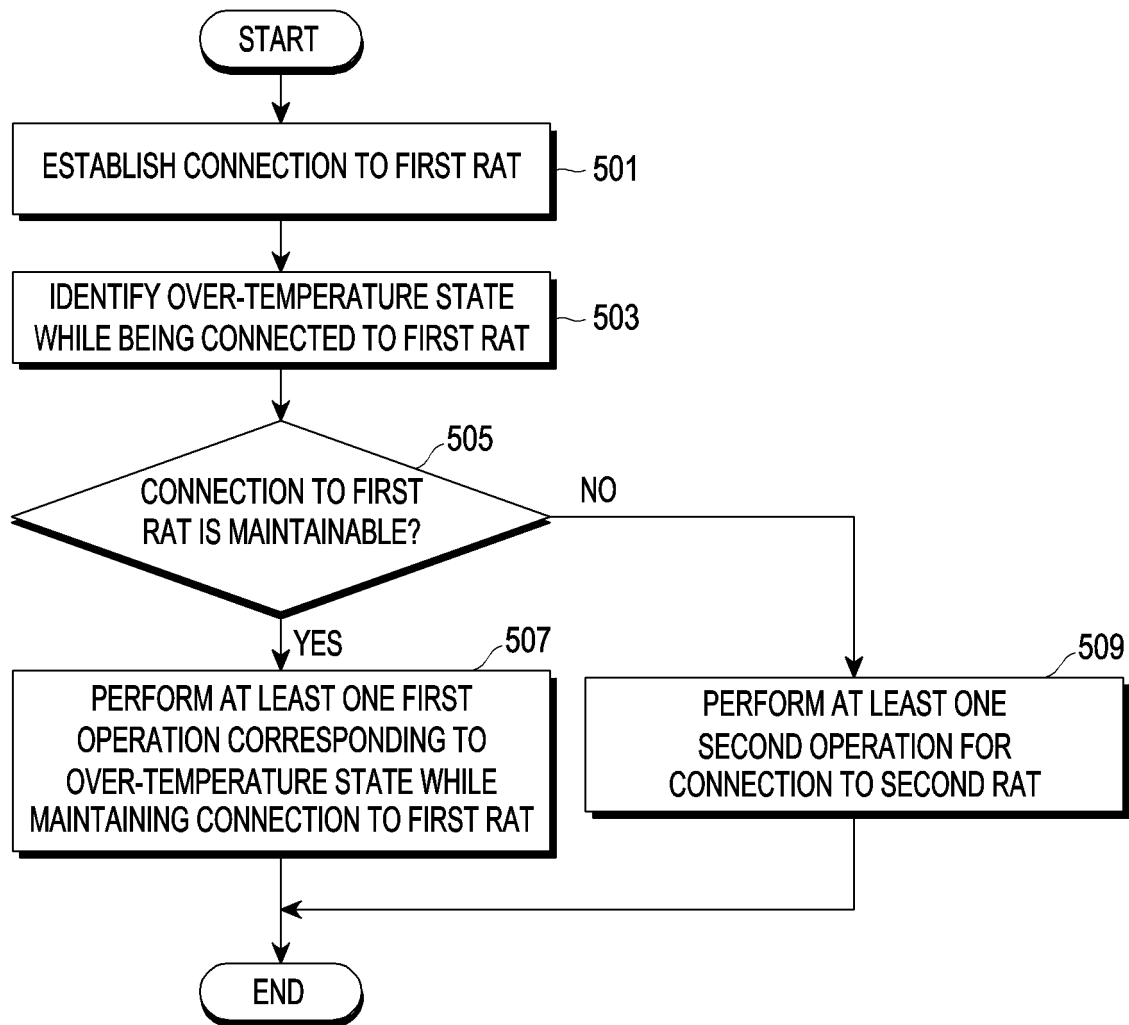 START
ESTABLISH CONNECTION TO FIRST RAT
501
IDENTIFY OVER-TEMPERATURE STATE
WHILE BEING CONNECTED TO FIRST RAT
503
505
CONNECTION TO FIRST
RAT IS MAINTAINABLE?
NO
YES
507
PERFORM AT LEAST ONE FIRST
OPERATION CORRESPONDING TO
OVER-TEMPERATURE STATE WHILE
MAINTAINING CONNECTION TO FIRST RAT
509
PERFORM AT LEAST ONE
SECOND OPERATION FOR
CONNECTION TO SECOND RAT
END